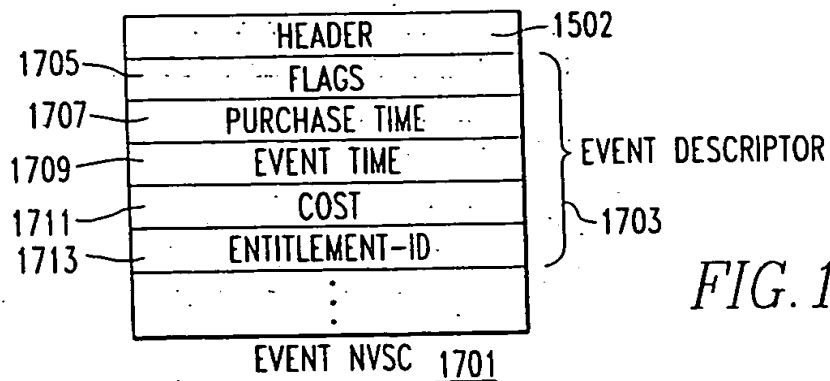 HEADER 1502
1705 FLAGS
1707 PURCHASE TIME
1709 EVENT TIME
EVENT DESCRIPTOR
1711 COST
1703
1713 ENTITLEMENT-ID
FIG. 1
EVENT NVSC 1701